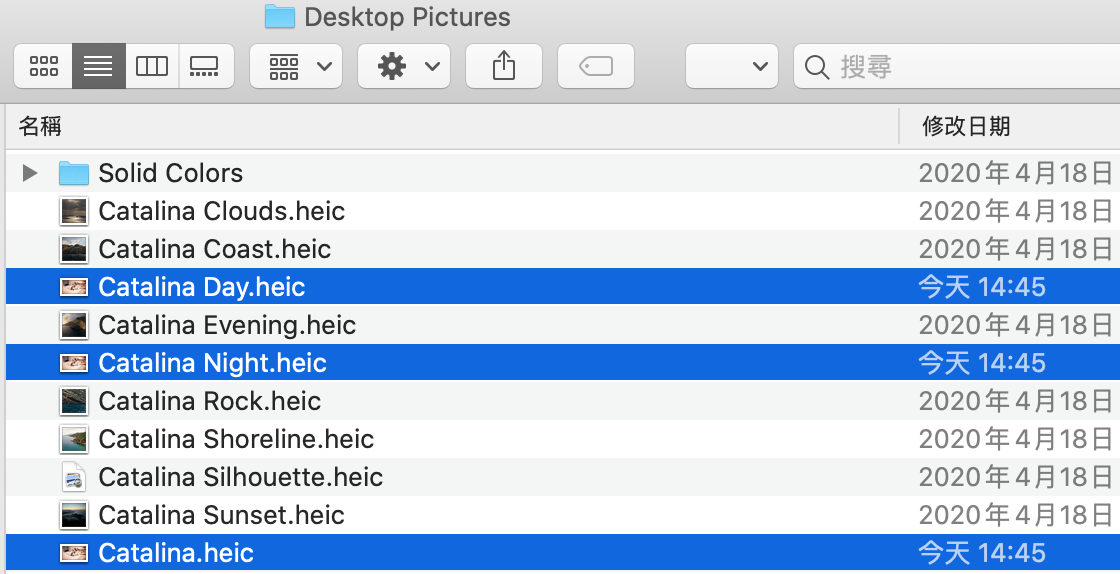 Desktop Pictures
搜尋
名稱 修改日期
Solid Colors 2020年4月18日
Catalina Clouds.heic 2020年4月18日
Catalina Coast.heic 2020年4月18日
Catalina Day.heic 今天 14:45
Catalina Evening.heic 2020年4月18日
Catalina Night.heic 今天 14:45
Catalina Rock.heic 2020年4月18日
Catalina Shoreline.heic 2020年4月18日
Catalina Silhouette.heic 2020年4月18日
Catalina Sunset.heic 2020年4月18日
Catalina.heic 今天 14:45